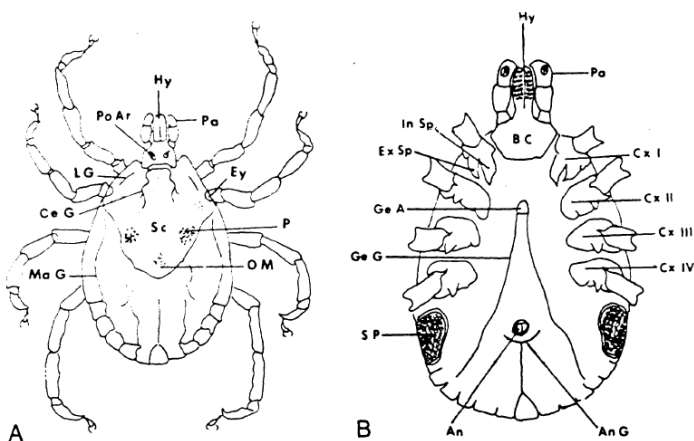 Hy
Po Ar
Pa
LG
Ey
Ce G
Sc
P
OM
Ma G
A
Hy
Pa
In Sp
BC
Ex Sp
Cx I
Cx II
Ge A
Cx III
Ge G
Cx IV
SP
An
An G
B